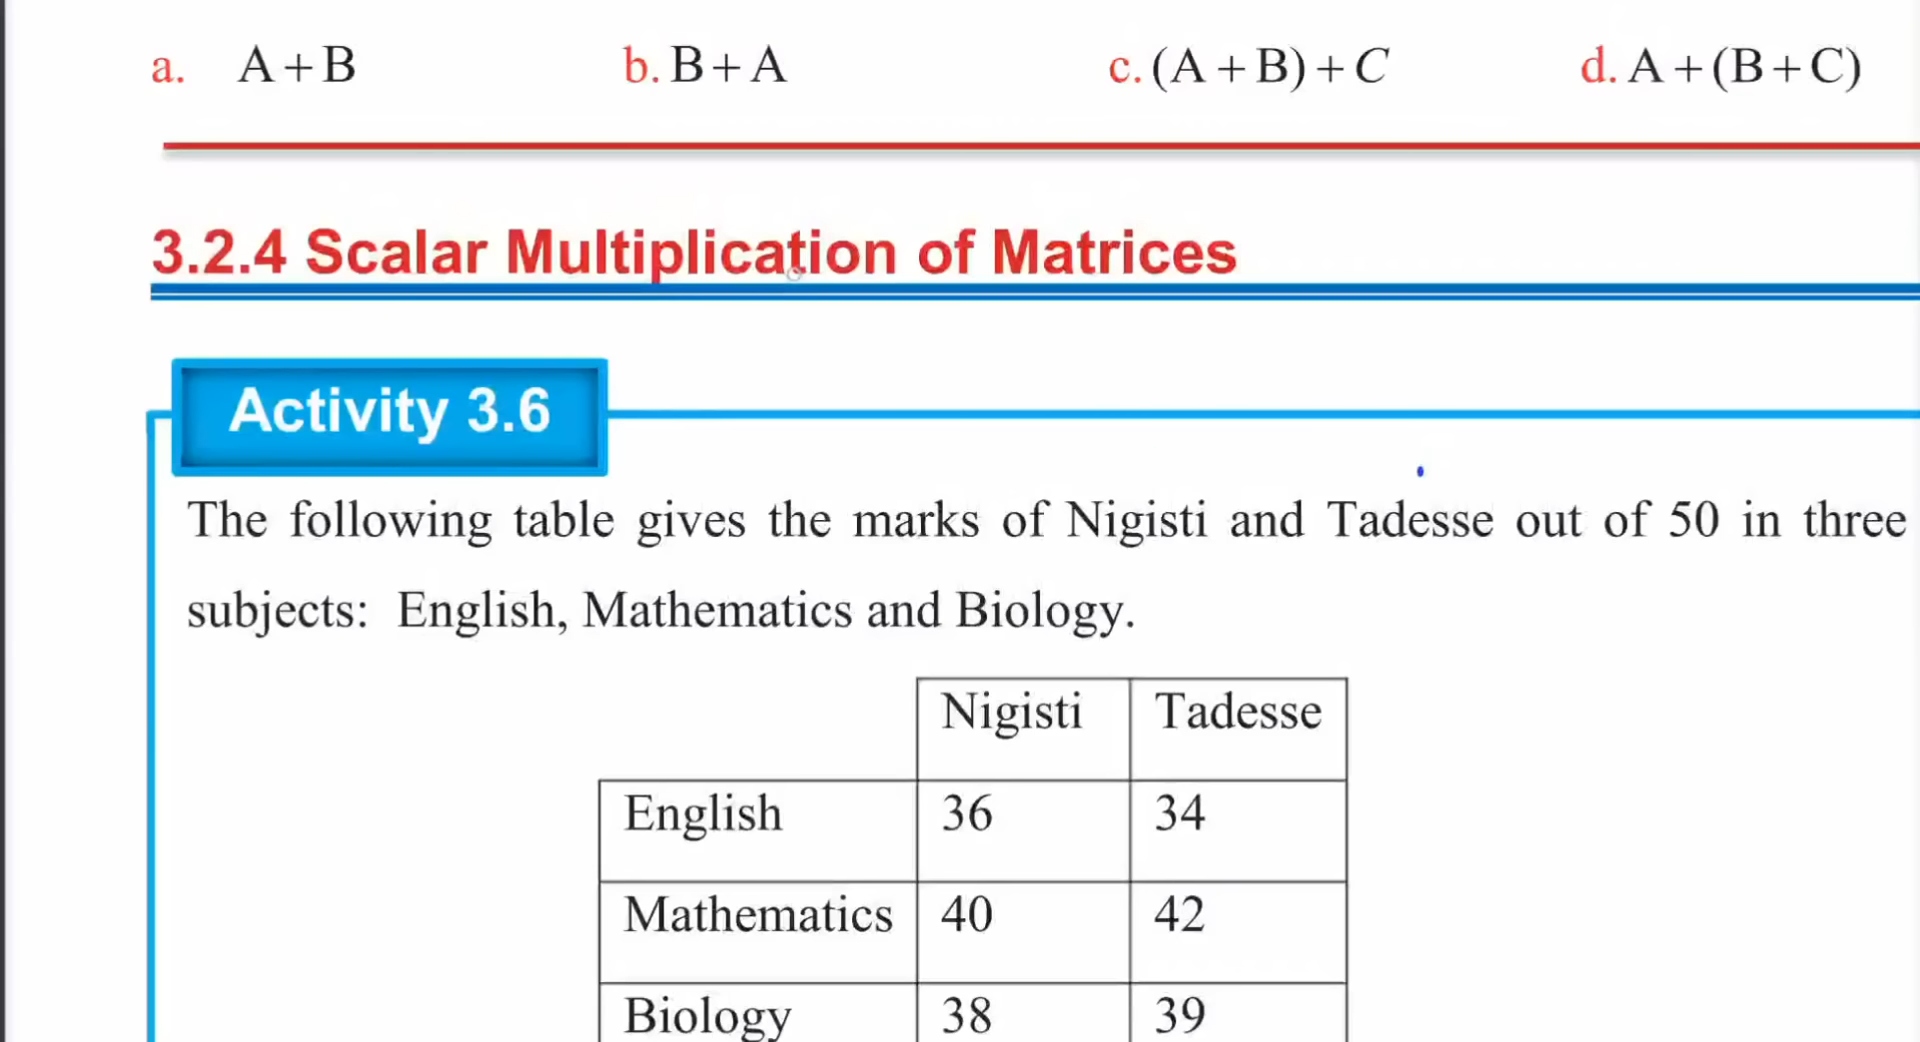 a. A+B b. B+A c. (A+B)+C d. A+(B+C)
3.2.4 Scalar Multiplication of Matrices
Activity 3.6
The following table gives the marks of Nigisti and Tadesse out of 50 in three
subjects: English, Mathematics and Biology.
Nigisti Tadesse
English 36 34
Mathematics 40 42
Biology 38 39